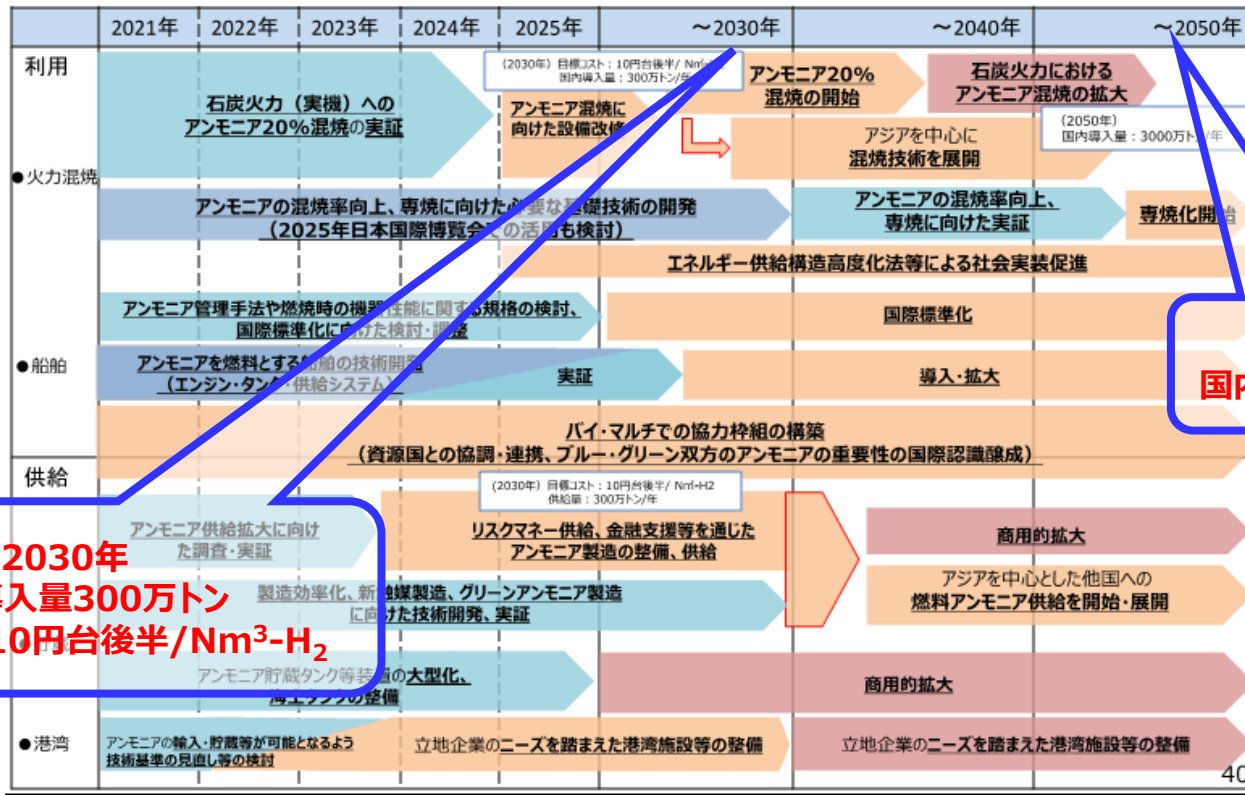 2021年 2022年 2023年 2024年 2025年 ～2030年 ～2040年 ～2050年
利用
●火力混焼
石炭火力（実機）への
アンモニア20%混焼の実証
(2030年) 目標コスト：10円台後半/ Nm³-
国内導入量：300万トン/年
アンモニア混焼に
向けた設備改修
アンモニア20%
混焼の開始
石炭火力における
アンモニア混焼の拡大
アジアを中心に
混焼技術を展開
(2050年)
国内導入量：3000万トン/年
アンモニアの混焼率向上、専焼に向けた必要な基礎技術の開発
（2025年日本国際博覧会での活用も検討）
アンモニアの混焼率向上、
専焼に向けた実証
専焼化開始
エネルギー供給構造高度化法等による社会実装促進
アンモニア管理手法や燃焼時の機器性能に関する規格の検討、
国際標準化に向けた検討・調整
国際標準化
●船舶
アンモニアを燃料とする船舶の技術開発
（エンジン・タンク・供給システム）
実証
導入・拡大
国内
バイ・マルチでの協力枠組の構築
（資源国との協調・連携、ブルー・グリーン双方のアンモニアの重要性の国際認識醸成）
供給
(2030年) 目標コスト：10円台後半/ Nm³-H2
供給量：300万トン/年
アンモニア供給拡大に向け
た調査・実証
リスクマネー供給、金融支援等を通じた
アンモニア製造の整備、供給
商用的拡大
2030年
導入量300万トン
10円台後半/Nm³-H₂
製造効率化、新触媒製造、グリーンアンモニア製造
に向けた技術開発、実証
アジアを中心とした他国への
燃料アンモニア供給を開始・展開
アンモニア貯蔵タンク等装置の大型化、
海上タンクの整備
商用的拡大
●港湾
アンモニアの輸入・貯蔵等が可能となるよう
技術基準の見直し等の検討
立地企業のニーズを踏まえた港湾施設等の整備
立地企業のニーズを踏まえた港湾施設等の整備
40